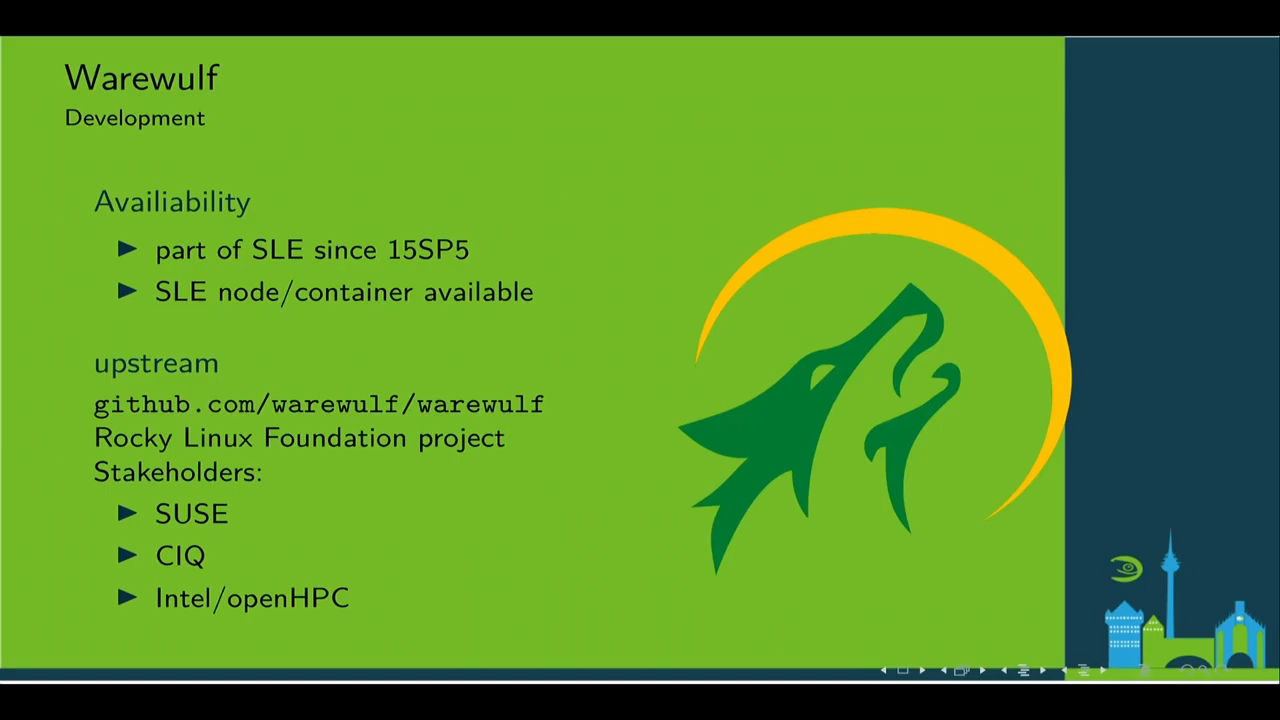 Warewulf
Development
Availiability
part of SLE since 15SP5
SLE node/container available
upstream
github.com/warewulf/warewulf
Rocky Linux Foundation project
Stakeholders:
SUSE
CIQ
Intel/openHPC